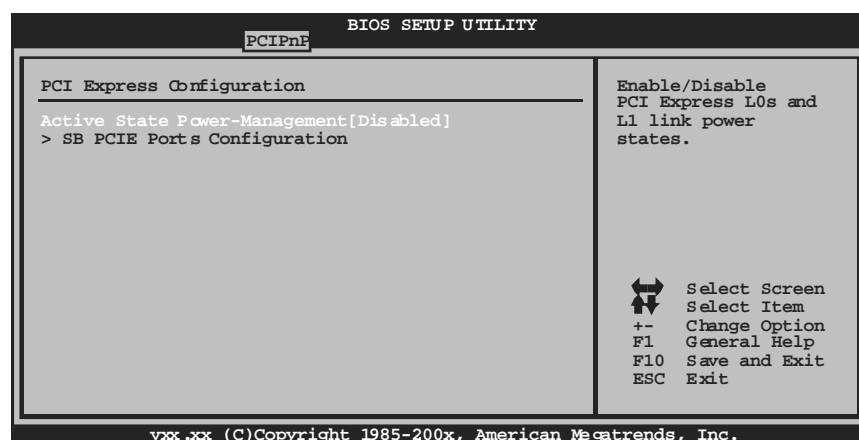 BIOS SETUP UTILITY
PCIPnP
PCI Express Configuration
Active State Power-Management[Disabled]
> SB PCIE Ports Configuration
Enable/Disable
PCI Express L0s and
L1 link power
states.
Select Screen
Select Item
+- Change Option
F1 General Help
F10 Save and Exit
ESC Exit
vxx.xx (C)Copyright 1985-200x, American Megatrends, Inc.